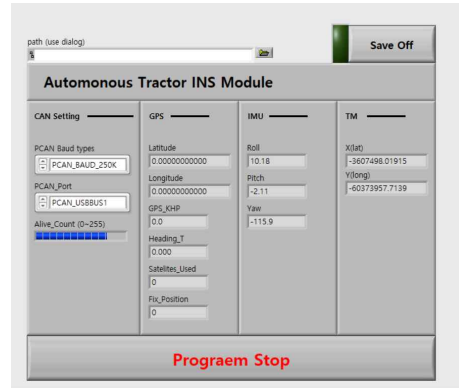 path (use dialog)
Save Off
Automonous Tractor INS Module
CAN Setting
GPS
IMU
TM
PCAN Baud types
PCAN_BAUD_250K
PCAN_Port
PCAN_USBBUS1
Alive_Count (0~255)
Latitude
0.00000000000
Longitude
0.00000000000
GPS_KHP
0.0
Heading_T
0.000
Satelites_Used
0
Fix_Position
0
Roll
10.18
Pitch
-2.11
Yaw
-115.9
X(lat)
-3607498.01915
Y(long)
-60373957.7139
Prograem Stop